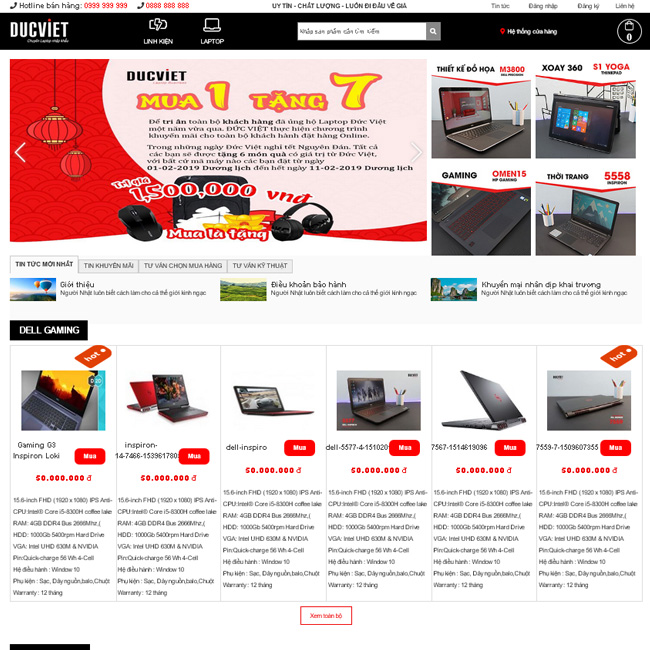 Hotline bán hàng: 0999 999 999 0888 888 888
UY TÍN - CHẤT LƯỢNG - LUÔN ĐI ĐẦU VỀ GIÁ
Tin tức Đăng nhập Đăng ký Liên hệ
DUCVIET
Chuyên Laptop nhập khẩu
LINH KIỆN LAPTOP
Nhập sản phẩm cần tìm kiếm
Hệ thống cửa hàng
0
DUCVIET
MUA 1 TẶNG 7
Để tri ân toàn bộ khách hàng đã ủng hộ Laptop Đức Việt
một năm vừa qua. ĐỨC VIỆT thực hiện chương trình
khuyến mãi cho toàn bộ khách hành đặt hàng Online.
Trong những ngày Đức Việt nghỉ tết Nguyên Đán. Tất cả
các bạn sẽ được tặng 6 món quà có giá trị từ Đức Việt,
với bất cứ mã máy nào các bạn đặt từ ngày
01-02-2019 Dương lịch đến hết ngày 11-02-2019 Dương lịch
Trị giá
1,500,000 vnđ
Mua là tặng
THIẾT KẾ ĐỒ HỌA M3800
DELL PRECISION
XOAY 360 S1 YOGA
THINKPAD
GAMING OMEN15
HP GAMING
THỜI TRANG 5558
INSPIRON
TIN TỨC MỚI NHẤT TIN KHUYẾN MÃI TƯ VẤN CHỌN MUA HÀNG TƯ VẤN KỸ THUẬT
Giới thiệu
Người Nhật luôn biết cách làm cho cả thế giới kinh ngạc
Điều khoản bảo hành
Người Nhật luôn biết cách làm cho cả thế giới kinh ngạc
Khuyến mại nhân dịp khai trương
Người Nhật luôn biết cách làm cho cả thế giới kinh ngạc
DELL GAMING
hot
hot
Gaming G3
Inspiron Loki
Mua
50.000.000 đ
15.6-inch FHD (1920 x 1080) IPS Anti-
CPU:Intel® Core i5-8300H coffee lake
RAM: 4GB DDR4 Bus 2666Mhz,(
HDD: 1000Gb 5400rpm Hard Drive
VGA: Intel UHD 630M & NVIDIA
Pin:Quick-charge 56 Wh 4-Cell
Hệ điều hành : Window 10
Phụ kiện : Sạc, Dây nguồn,balo,Chuột
Warranty : 12 tháng
inspiron-
14-7466-1539617801
Mua
50.000.000 đ
15.6-inch FHD (1920 x 1080) IPS Anti-
CPU:Intel® Core i5-8300H coffee lake
RAM: 4GB DDR4 Bus 2666Mhz,(
HDD: 1000Gb 5400rpm Hard Drive
VGA: Intel UHD 630M & NVIDIA
Pin:Quick-charge 56 Wh 4-Cell
Hệ điều hành : Window 10
Phụ kiện : Sạc, Dây nguồn,balo,Chuột
Warranty : 12 tháng
dell-inspiro
Mua
50.000.000 đ
15.6-inch FHD (1920 x 1080) IPS Anti-
CPU:Intel® Core i5-8300H coffee lake
RAM: 4GB DDR4 Bus 2666Mhz,(
HDD: 1000Gb 5400rpm Hard Drive
VGA: Intel UHD 630M & NVIDIA
Pin:Quick-charge 56 Wh 4-Cell
Hệ điều hành : Window 10
Phụ kiện : Sạc, Dây nguồn,balo,Chuột
Warranty : 12 tháng
dell-5577-4-151020
Mua
50.000.000 đ
15.6-inch FHD (1920 x 1080) IPS Anti-
CPU:Intel® Core i5-8300H coffee lake
RAM: 4GB DDR4 Bus 2666Mhz,(
HDD: 1000Gb 5400rpm Hard Drive
VGA: Intel UHD 630M & NVIDIA
Pin:Quick-charge 56 Wh 4-Cell
Hệ điều hành : Window 10
Phụ kiện : Sạc, Dây nguồn,balo,Chuột
Warranty : 12 tháng
7567-1514619096
Mua
50.000.000 đ
15.6-inch FHD (1920 x 1080) IPS Anti-
CPU:Intel® Core i5-8300H coffee lake
RAM: 4GB DDR4 Bus 2666Mhz,(
HDD: 1000Gb 5400rpm Hard Drive
VGA: Intel UHD 630M & NVIDIA
Pin:Quick-charge 56 Wh 4-Cell
Hệ điều hành : Window 10
Phụ kiện : Sạc, Dây nguồn,balo,Chuột
Warranty : 12 tháng
7559-7-1509607355
Mua
50.000.000 đ
15.6-inch FHD (1920 x 1080) IPS Anti-
CPU:Intel® Core i5-8300H coffee lake
RAM: 4GB DDR4 Bus 2666Mhz,(
HDD: 1000Gb 5400rpm Hard Drive
VGA: Intel UHD 630M & NVIDIA
Pin:Quick-charge 56 Wh 4-Cell
Hệ điều hành : Window 10
Phụ kiện : Sạc, Dây nguồn,balo,Chuột
Warranty : 12 tháng
Xem toàn bộ